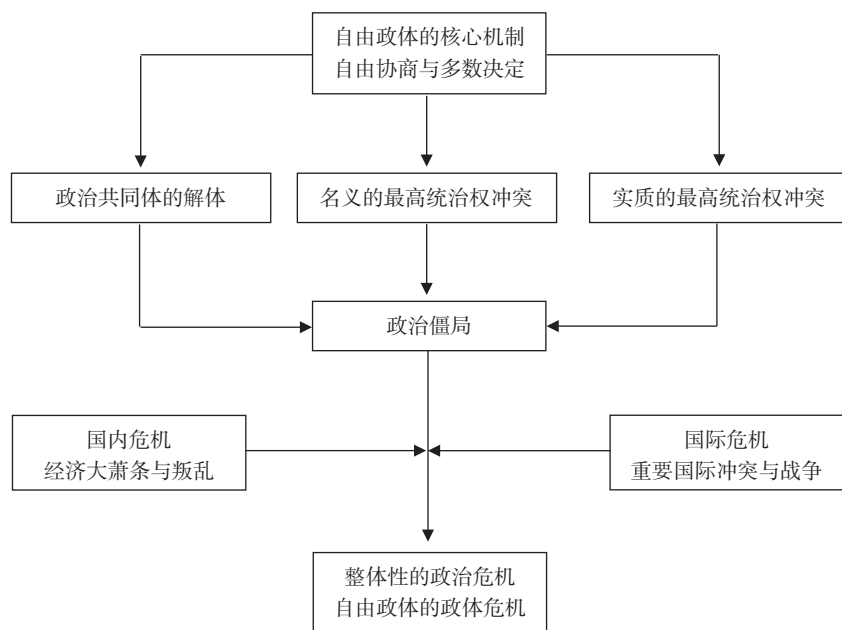 自由政体的核心机制
自由协商与多数决定
政治共同体的解体
名义的最高统治权冲突
实质的最高统治权冲突
政治僵局
国内危机
经济大萧条与叛乱
国际危机
重要国际冲突与战争
整体性的政治危机
自由政体的政体危机